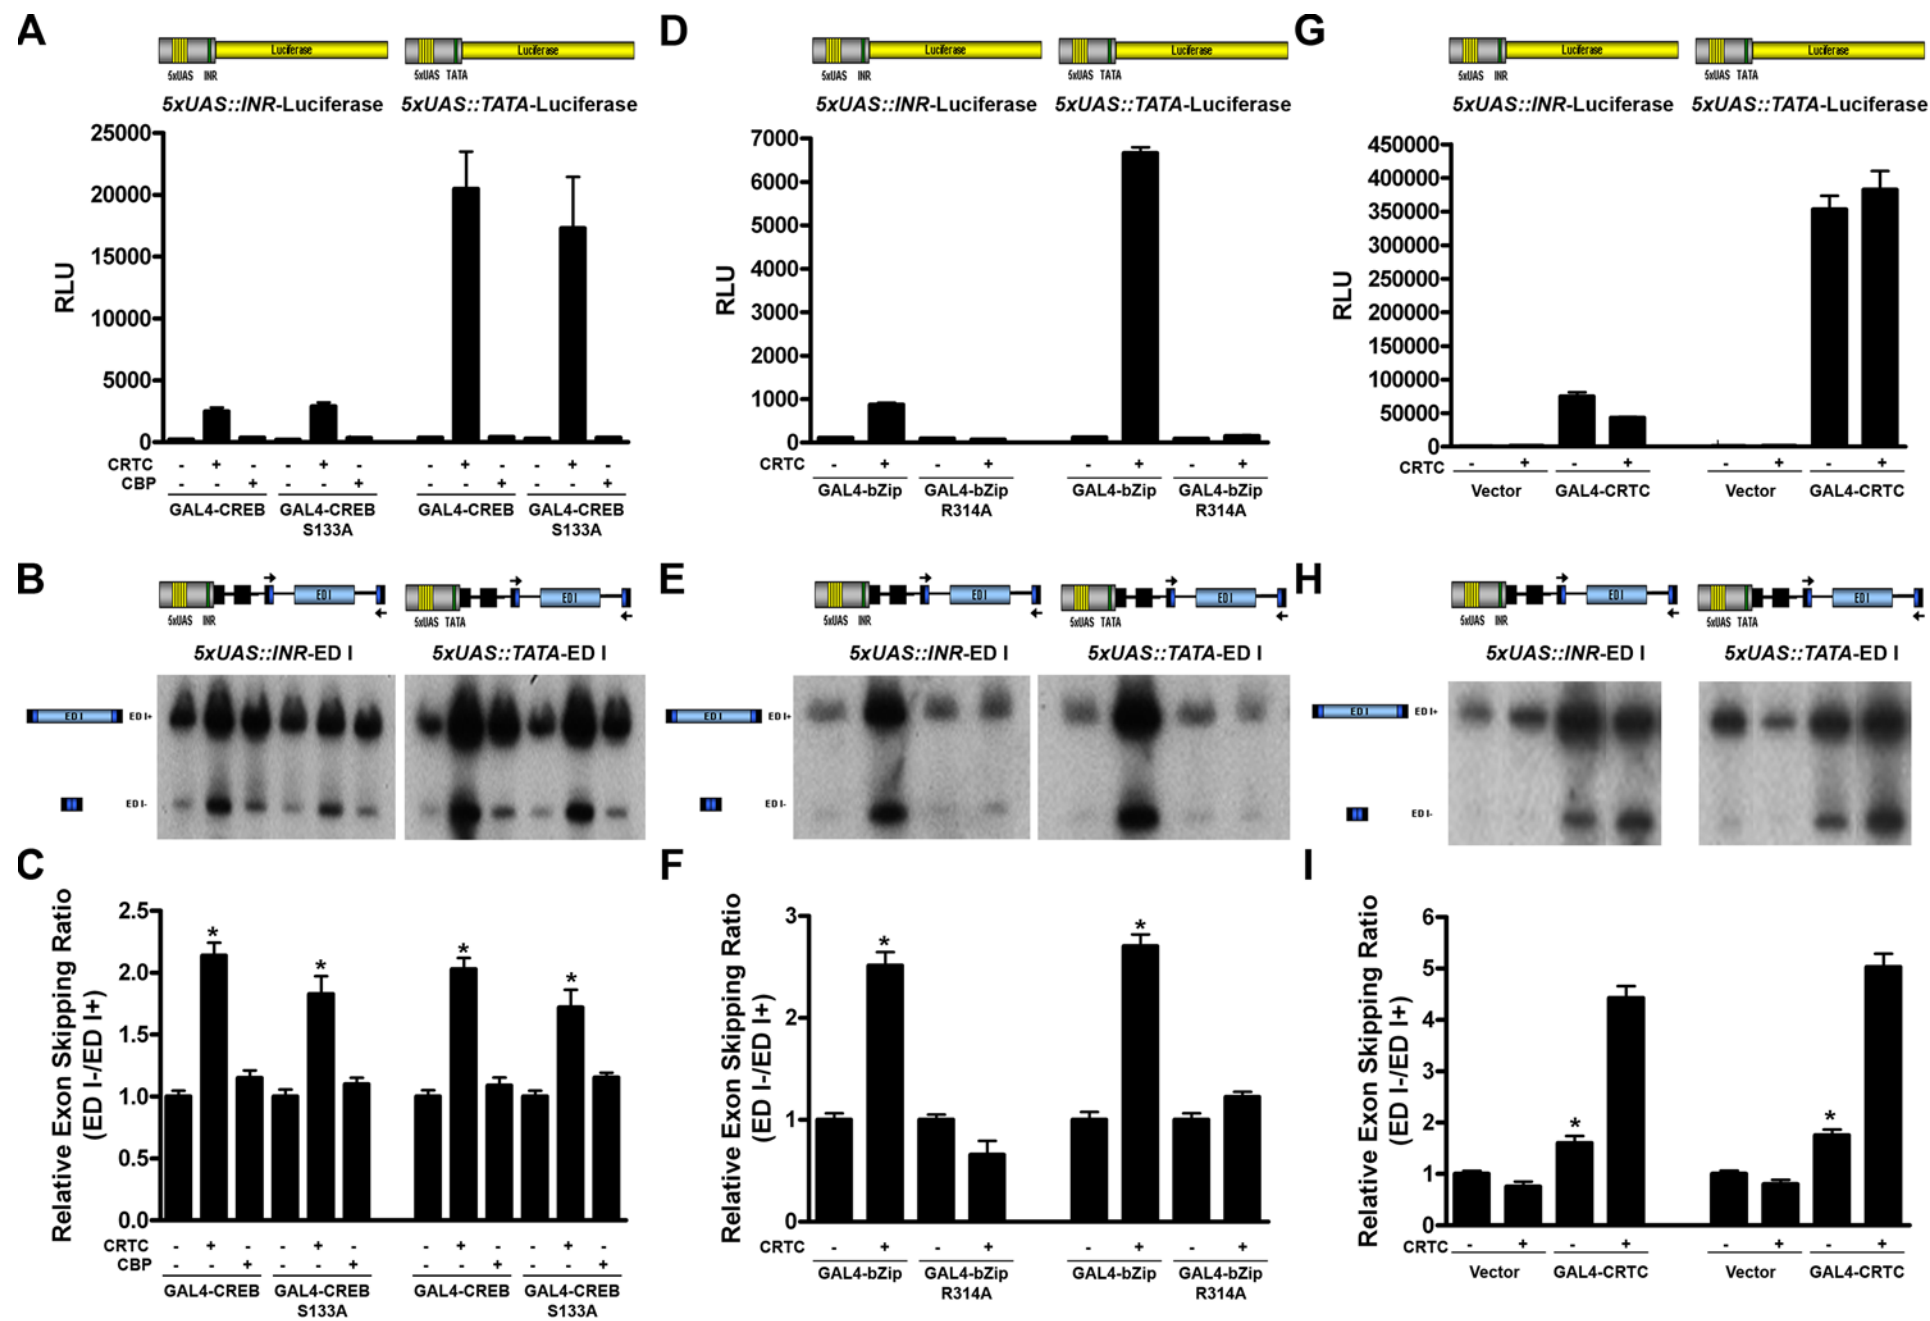 A
Luciferase
Luciferase
5xUAS INR
5xUAS TATA
5xUAS::INR-Luciferase
5xUAS::TATA-Luciferase
25000
20000
15000
10000
5000
0
RLU
CRTC - + - - + - - + - - + -
CBP - - + - - + - - + - - +
GAL4-CREB
GAL4-CREB S133A
GAL4-CREB
GAL4-CREB S133A
D
Luciferase
Luciferase
5xUAS INR
5xUAS TATA
5xUAS::INR-Luciferase
5xUAS::TATA-Luciferase
7000
6000
5000
4000
3000
2000
1000
0
RLU
CRTC - + - + - + - +
GAL4-bZip
GAL4-bZip R314A
GAL4-bZip
GAL4-bZip R314A
G
Luciferase
Luciferase
5xUAS INR
5xUAS TATA
5xUAS::INR-Luciferase
5xUAS::TATA-Luciferase
450000
400000
350000
300000
250000
200000
150000
100000
50000
0
RLU
CRTC - + - + - + - +
Vector
GAL4-CRTC
Vector
GAL4-CRTC
B
ED I
ED I
5xUAS INR
5xUAS TATA
5xUAS::INR-ED I
5xUAS::TATA-ED I
ED I
ED I+
ED I-
E
ED I
ED I
5xUAS INR
5xUAS TATA
5xUAS::INR-ED I
5xUAS::TATA-ED I
ED I
ED I+
ED I-
H
ED I
ED I
5xUAS INR
5xUAS TATA
5xUAS::INR-ED I
5xUAS::TATA-ED I
ED I
ED I+
ED I-
C
Relative Exon Skipping Ratio
(ED I-/ED I+)
2.5
2.0
1.5
1.0
0.5
0.0
* * * *
CRTC - + - - + - - + - - + -
CBP - - + - - + - - + - - +
GAL4-CREB
GAL4-CREB S133A
GAL4-CREB
GAL4-CREB S133A
F
Relative Exon Skipping Ratio
(ED I-/ED I+)
3
2
1
0
* *
CRTC - + - + - + - +
GAL4-bZip
GAL4-bZip R314A
GAL4-bZip
GAL4-bZip R314A
I
Relative Exon Skipping Ratio
(ED I-/ED I+)
6
5
4
3
2
1
0
* *
CRTC - + - + - + - +
Vector
GAL4-CRTC
Vector
GAL4-CRTC